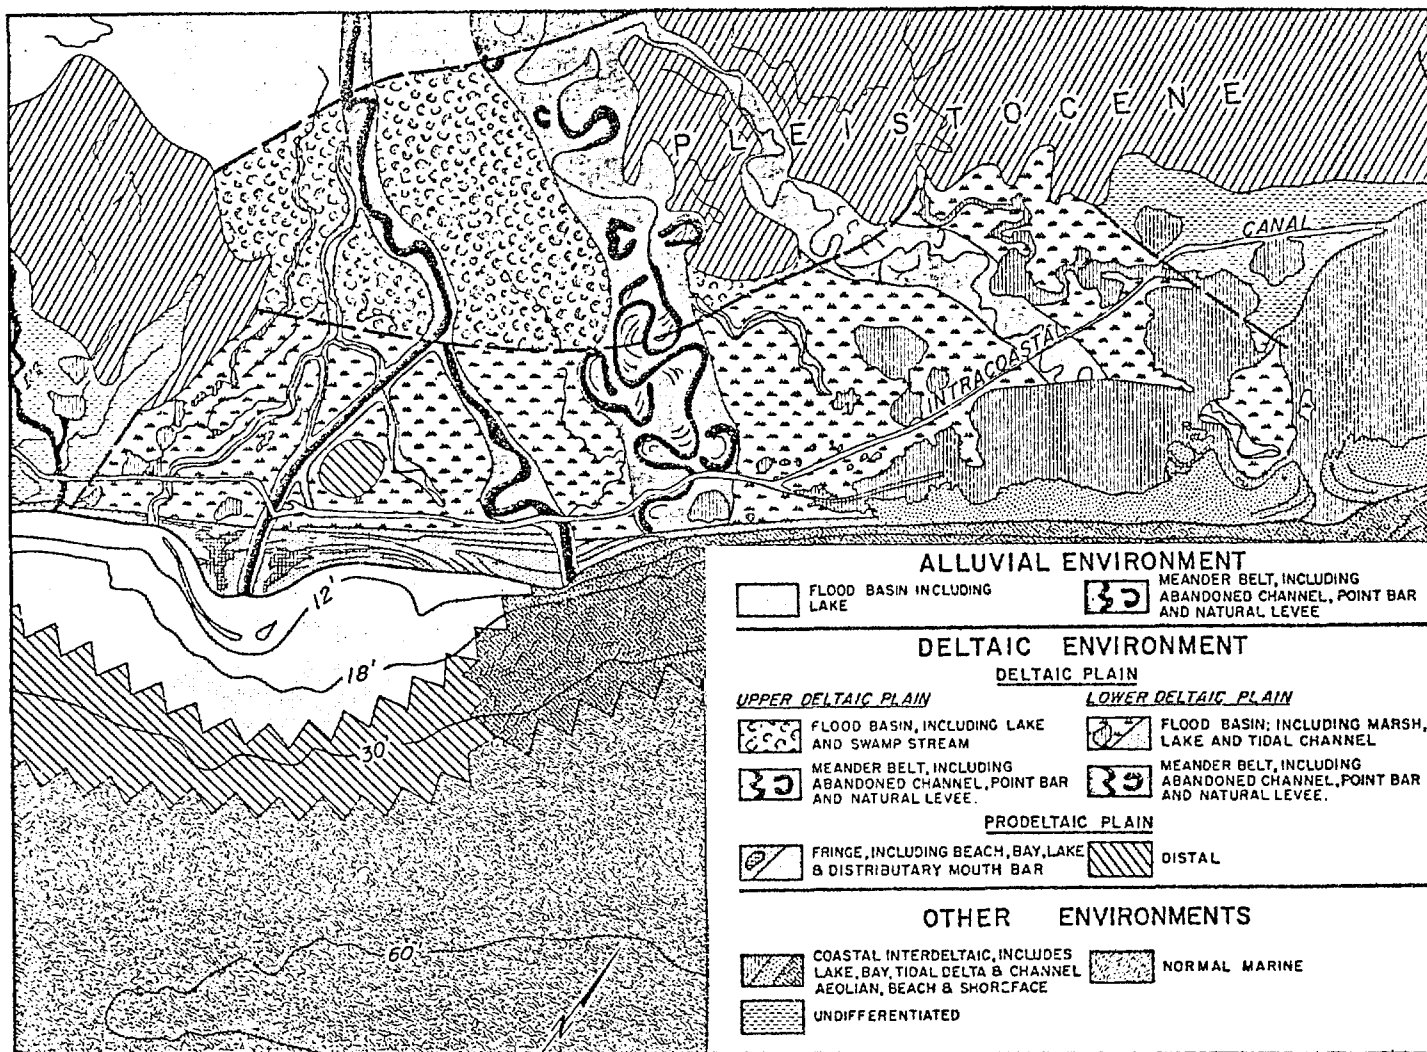 PLEISTOCENE
CANAL
INTRACOASTAL
12'
18'
30'
60
ALLUVIAL ENVIRONMENT
FLOOD BASIN INCLUDING
LAKE
MEANDER BELT, INCLUDING
ABANDONED CHANNEL, POINT BAR
AND NATURAL LEVEE
DELTAIC ENVIRONMENT
DELTAIC PLAIN
UPPER DELTAIC PLAIN
FLOOD BASIN, INCLUDING LAKE
AND SWAMP STREAM
MEANDER BELT, INCLUDING
ABANDONED CHANNEL, POINT BAR
AND NATURAL LEVEE.
LOWER DELTAIC PLAIN
FLOOD BASIN; INCLUDING MARSH,
LAKE AND TIDAL CHANNEL
MEANDER BELT, INCLUDING
ABANDONED CHANNEL, POINT BAR
AND NATURAL LEVEE.
PRODELTAIC PLAIN
FRINGE, INCLUDING BEACH, BAY, LAKE
& DISTRIBUTARY MOUTH BAR
DISTAL
OTHER ENVIRONMENTS
COASTAL INTERDELTAIC, INCLUDES
LAKE, BAY, TIDAL DELTA & CHANNEL
AEOLIAN, BEACH & SHOREFACE
NORMAL MARINE
UNDIFFERENTIATED